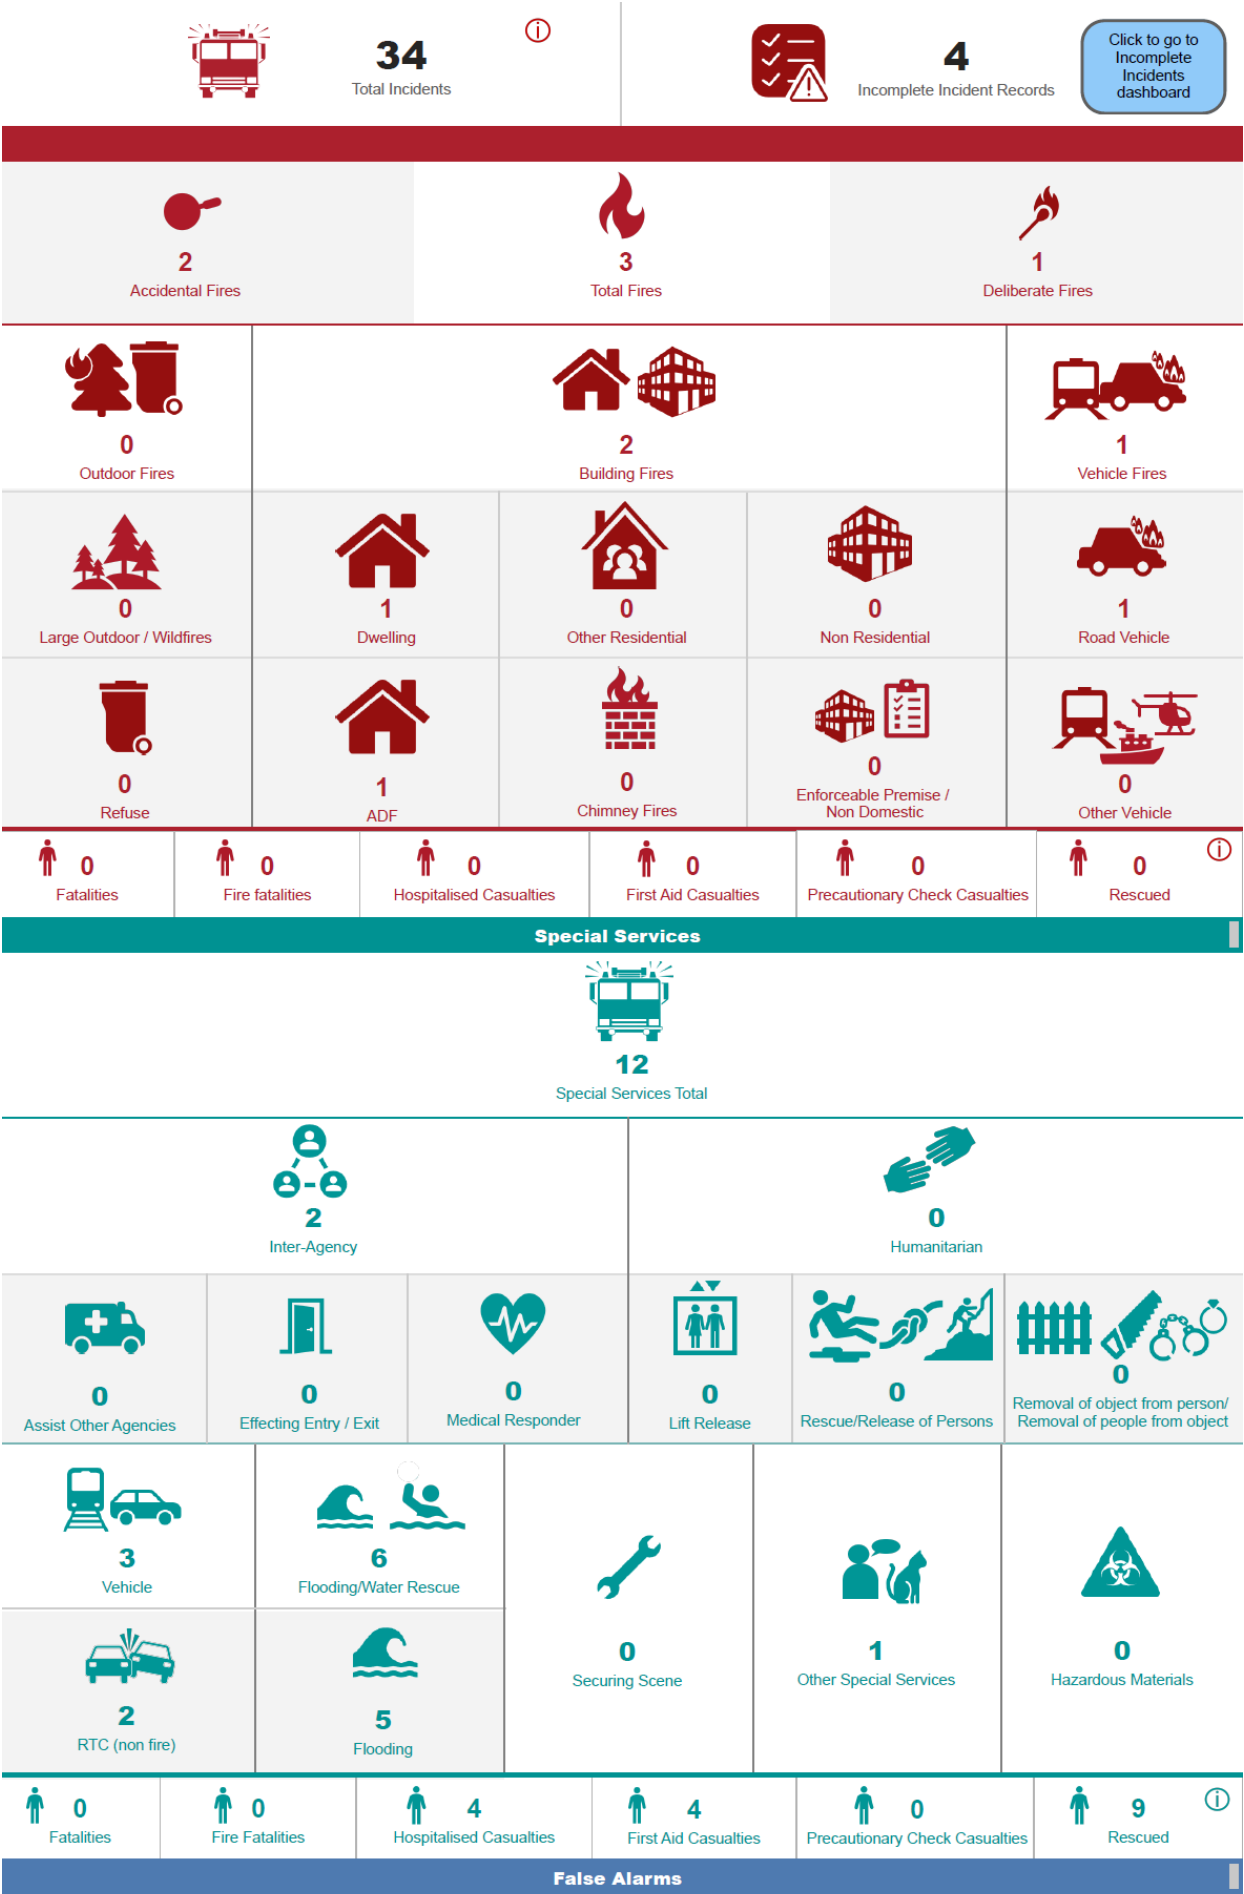 34
Total Incidents
4
Incomplete Incident Records
Click to go to
Incomplete
Incidents
dashboard
2
Accidental Fires
3
Total Fires
1
Deliberate Fires
0
Outdoor Fires
2
Building Fires
1
Vehicle Fires
0
Large Outdoor / Wildfires
1
Dwelling
0
Other Residential
0
Non Residential
1
Road Vehicle
0
Refuse
1
ADF
0
Chimney Fires
0
Enforceable Premise /
Non Domestic
0
Other Vehicle
0
Fatalities
0
Fire fatalities
0
Hospitalised Casualties
0
First Aid Casualties
0
Precautionary Check Casualties
0
Rescued
Special Services
12
Special Services Total
2
Inter-Agency
0
Humanitarian
0
Assist Other Agencies
0
Effecting Entry / Exit
0
Medical Responder
0
Lift Release
0
Rescue/Release of Persons
0
Removal of object from person/
Removal of people from object
3
Vehicle
6
Flooding/Water Rescue
0
Securing Scene
1
Other Special Services
0
Hazardous Materials
2
RTC (non fire)
5
Flooding
0
Fatalities
0
Fire Fatalities
4
Hospitalised Casualties
4
First Aid Casualties
0
Precautionary Check Casualties
9
Rescued
False Alarms